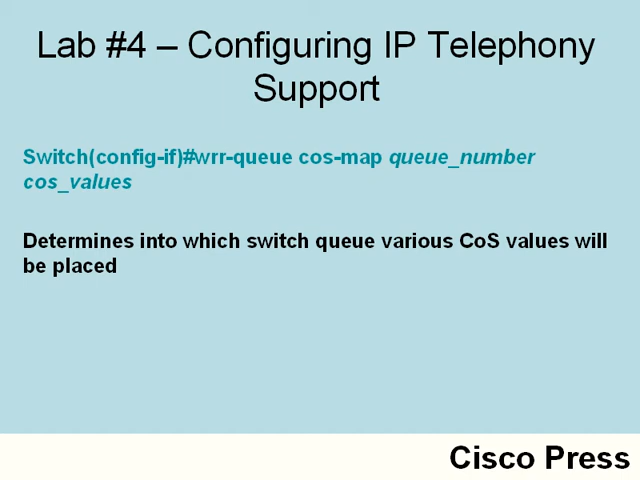 Lab #4 – Configuring IP Telephony
Support
Switch(config-if)#wrr-queue cos-map queue_number
cos_values
Determines into which switch queue various CoS values will
be placed
Cisco Press